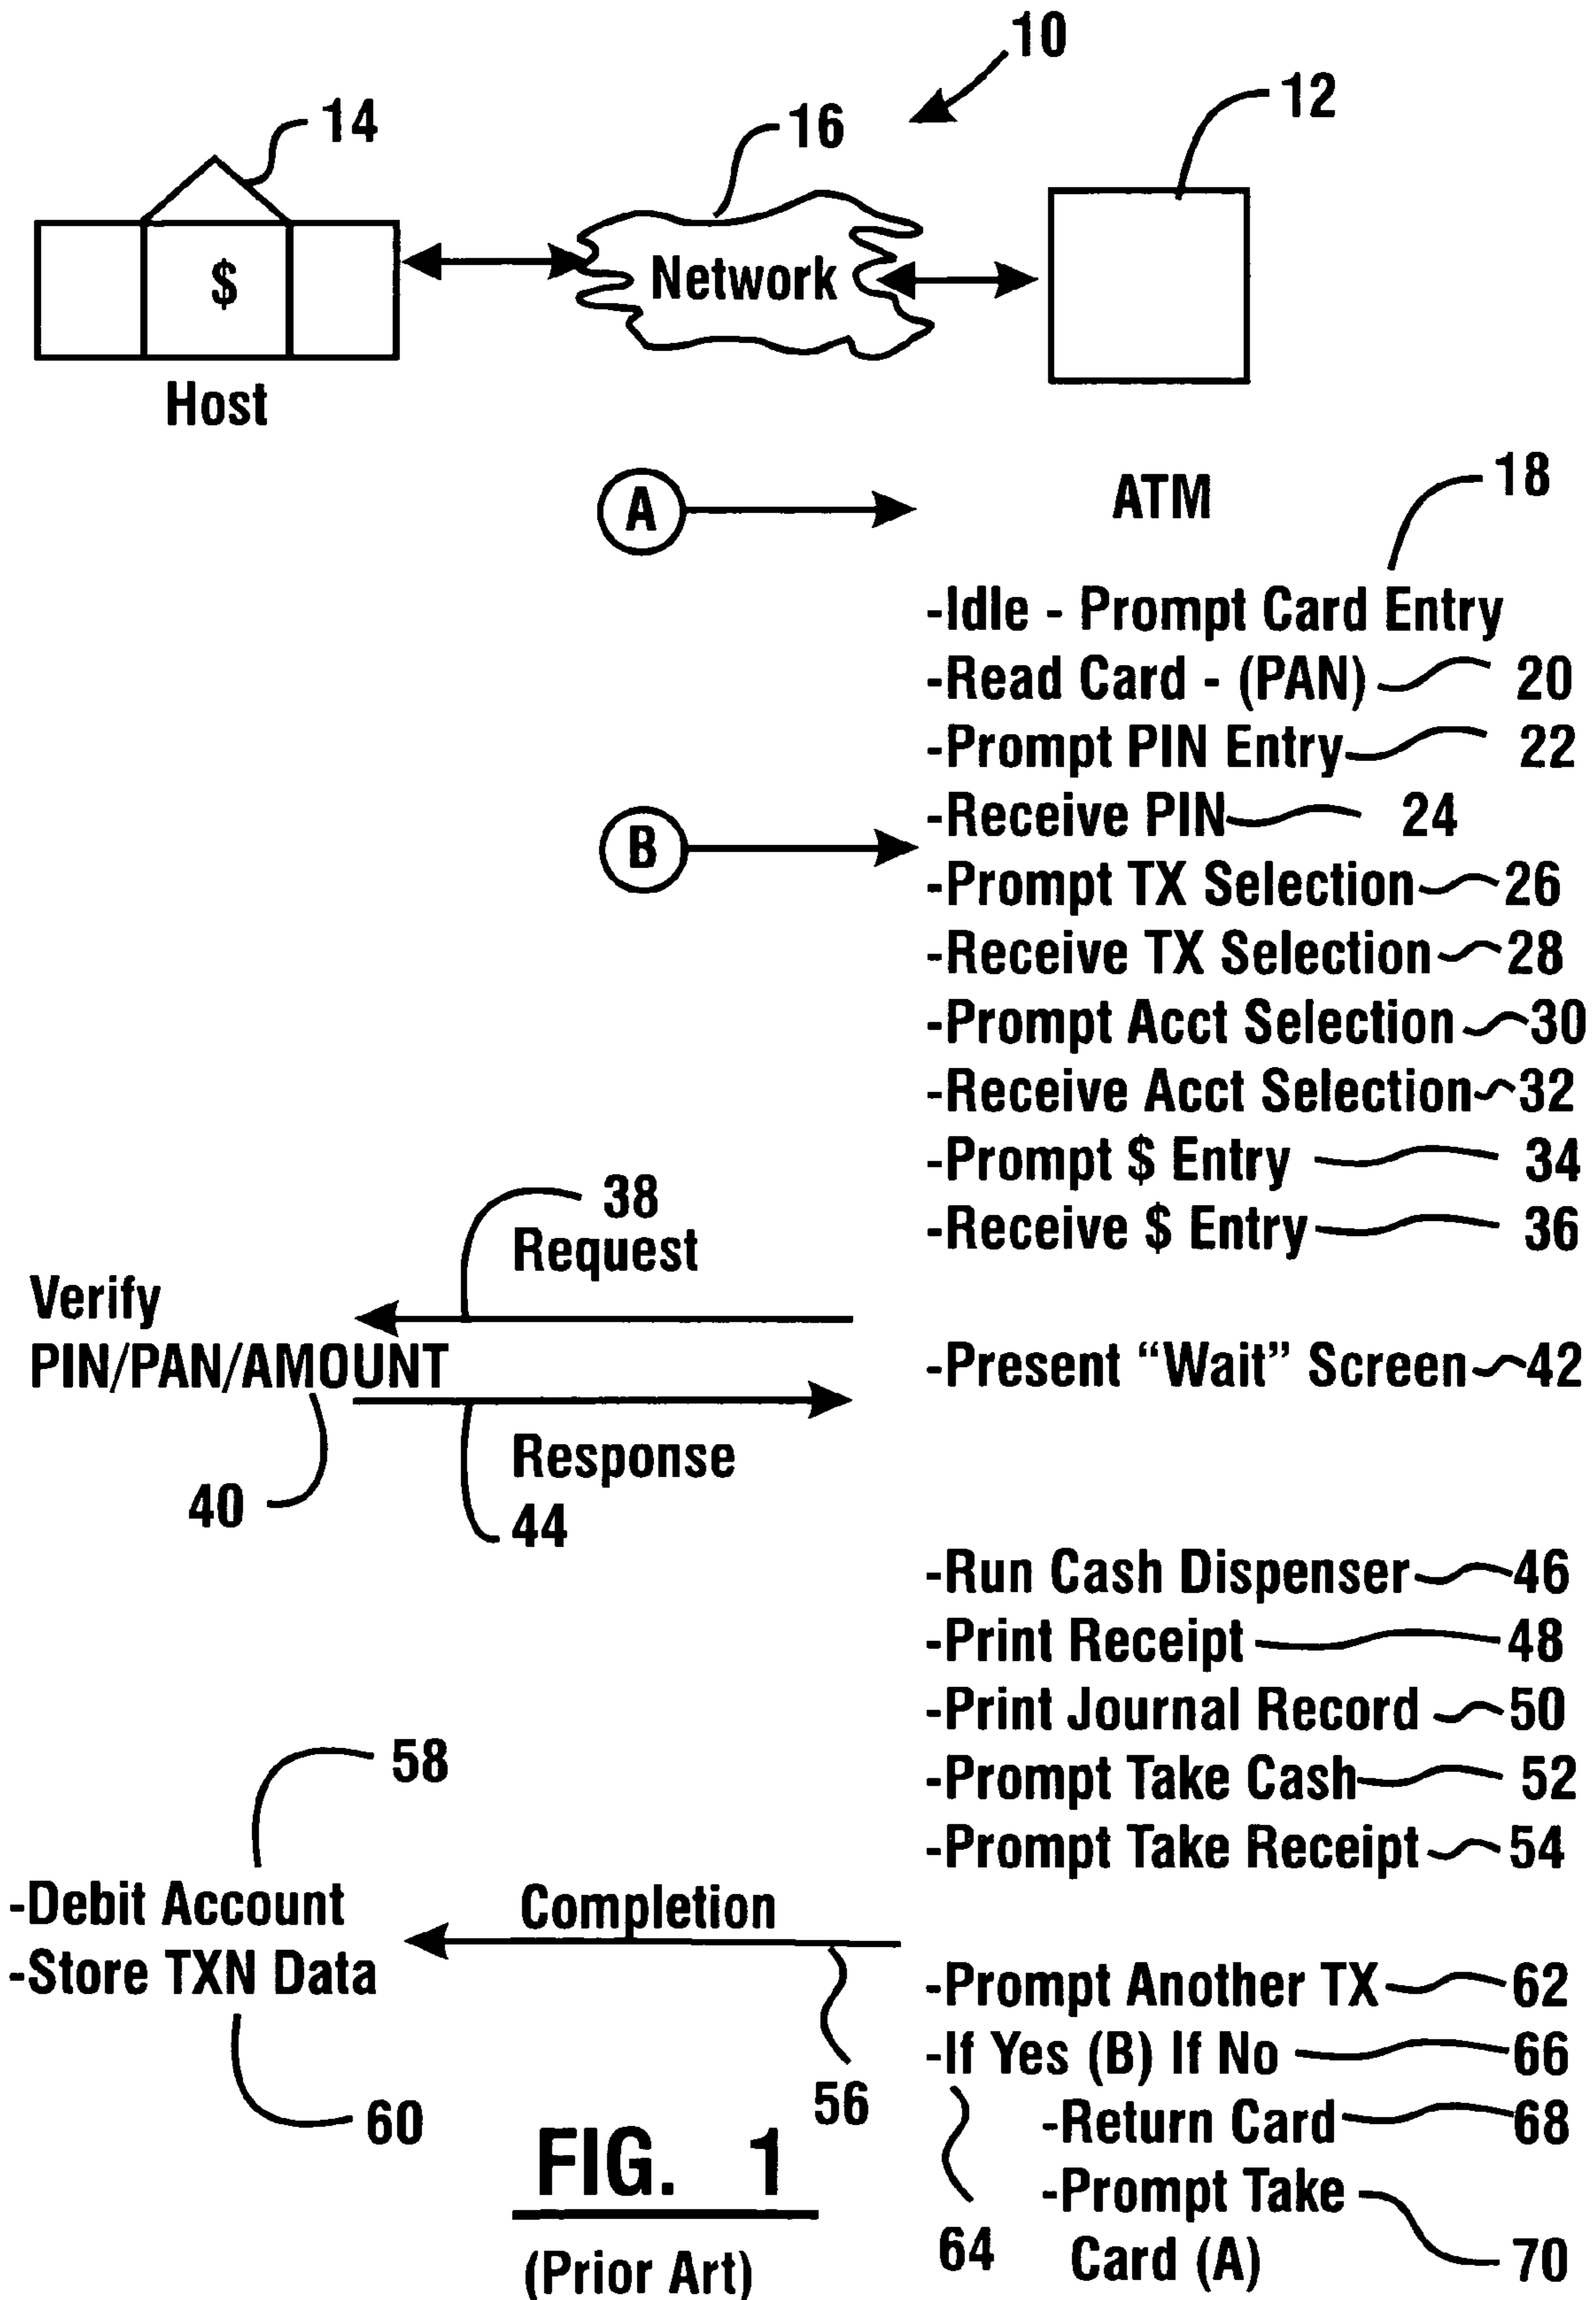 10
12
14
16
$
Network
Host
18
A
ATM
-Idle - Prompt Card Entry
-Read Card - (PAN) 20
-Prompt PIN Entry 22
-Receive PIN 24
B
-Prompt TX Selection 26
-Receive TX Selection 28
-Prompt Acct Selection 30
-Receive Acct Selection 32
-Prompt $ Entry 34
-Receive $ Entry 36
38
Request
Verify
PIN/PAN/AMOUNT
-Present “Wait” Screen 42
Response
40
44
-Run Cash Dispenser 46
-Print Receipt 48
-Print Journal Record 50
-Prompt Take Cash 52
-Prompt Take Receipt 54
58
-Debit Account
-Store TXN Data
Completion
-Prompt Another TX 62
-If Yes (B) If No 66
56
60
-Return Card 68
-Prompt Take
Card (A) 70
64
FIG. 1
(Prior Art)